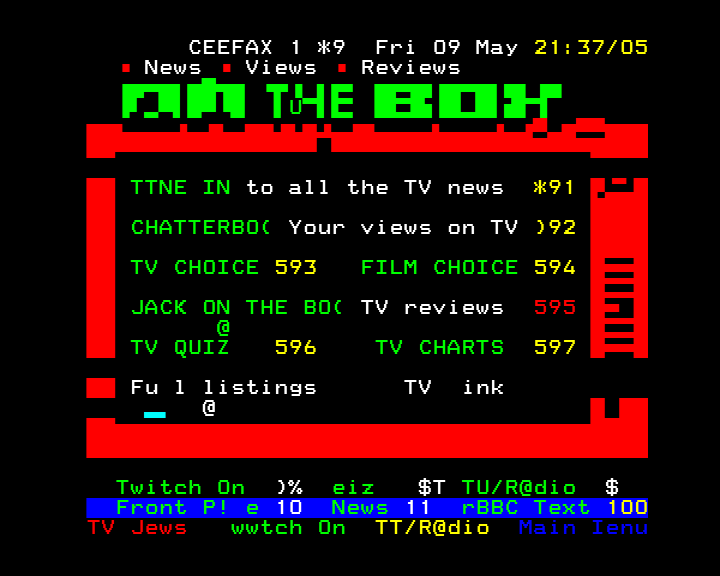 CEEFAX 1 *9 Fri 09 May 21:37/05
News Views Reviews
ON THE BOX
TTNE IN to all the TV news *91
CHATTERBO( Your views on TV )92
TV CHOICE 593 FILM CHOICE 594
JACK ON THE BO( TV reviews 595
@
TV QUIZ 596 TV CHARTS 597
Fu l listings TV ink
@
Twitch On )% eiz $T TU/R@dio $
Front P! e 10 News 11 rBBC Text 100
TV Jews wwtch On TT/R@dio Main Ienu